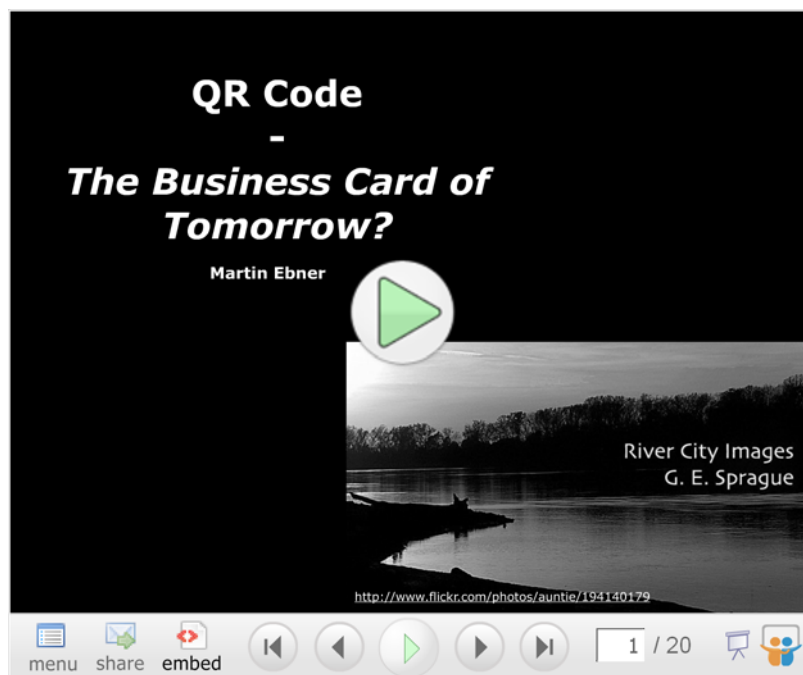 QR Code
-
The Business Card of
Tomorrow?
Martin Ebner
River City Images
G. E. Sprague
http://www.flickr.com/photos/auntie/194140179
menu share embed 1 / 20